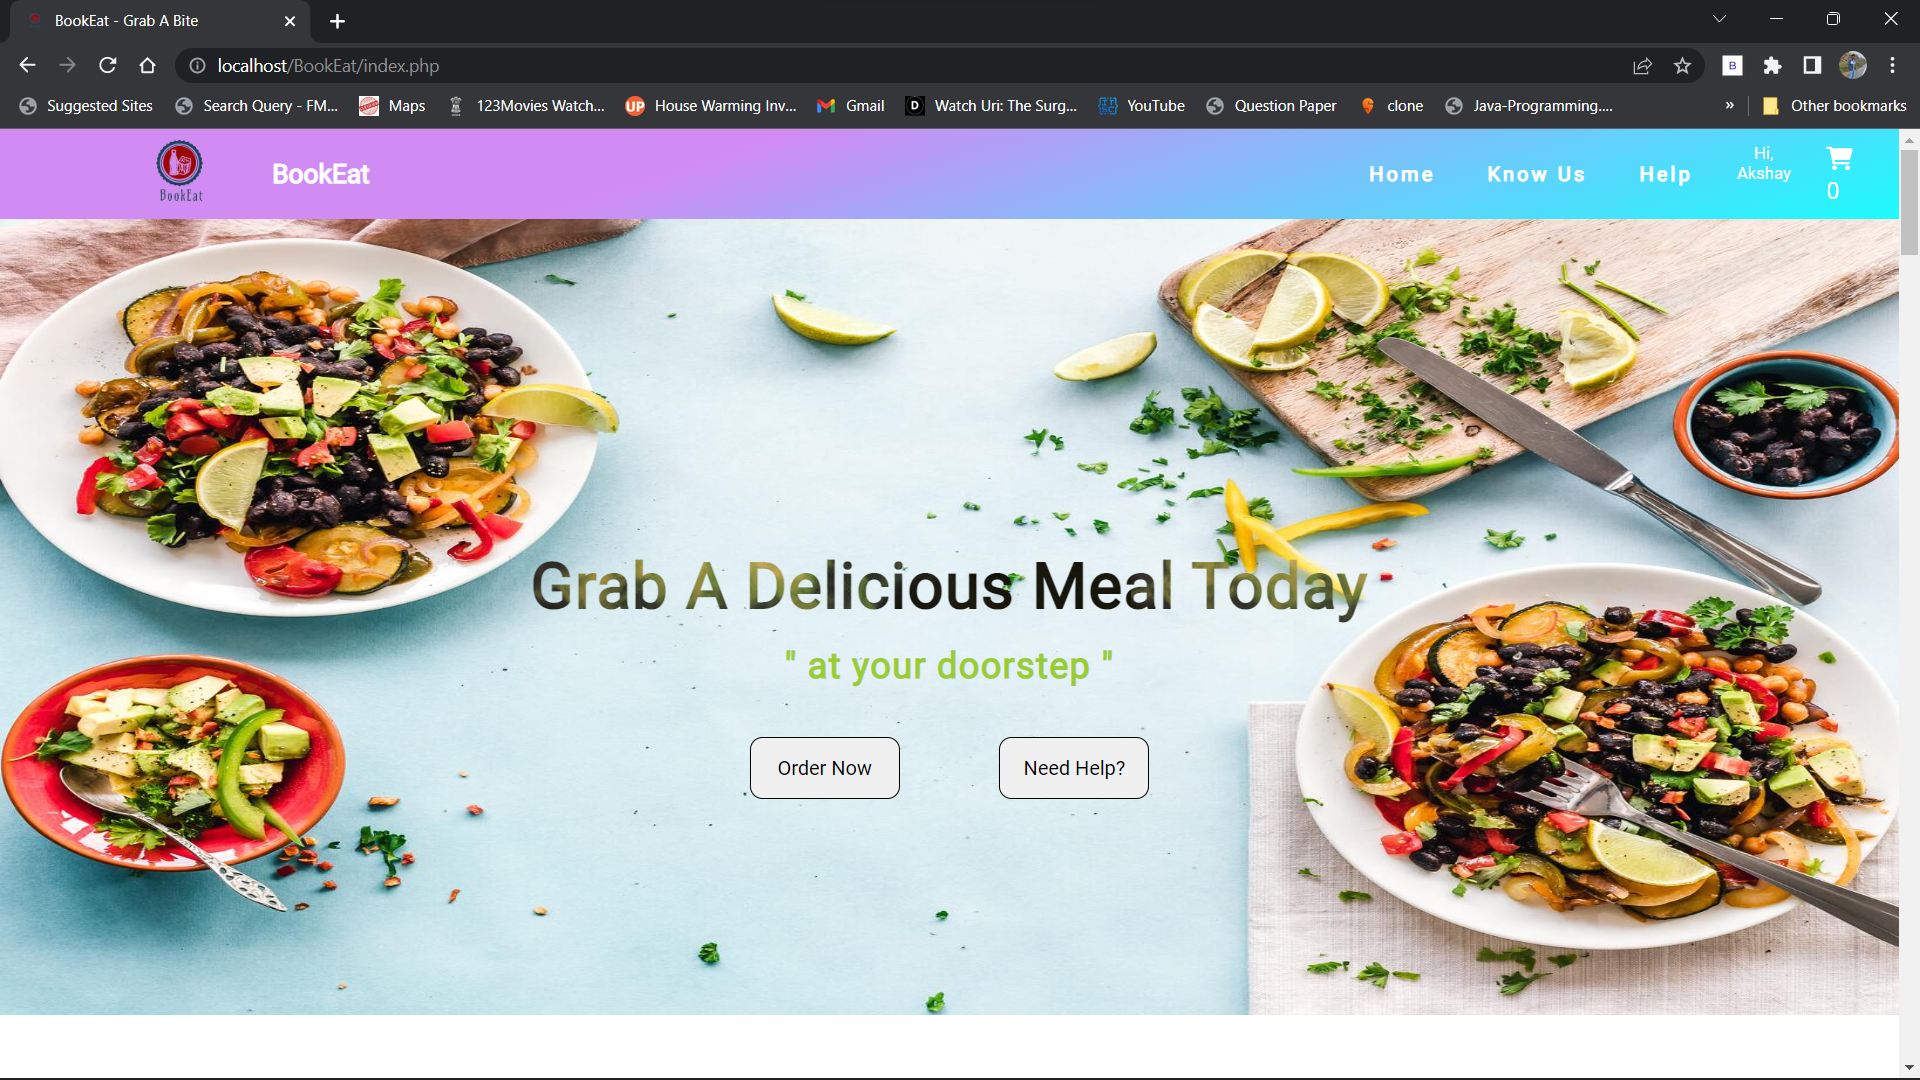 BookEat - Grab A Bite
localhost/BookEat/index.php
Suggested Sites
Search Query - FM...
Maps
123Movies Watch...
UP
House Warming Inv...
Gmail
D
Watch Uri: The Surg...
YouTube
Question Paper
clone
Java-Programming....
»
Other bookmarks
B
BookEat
BookEat
Home
Know Us
Help
Hi,
Akshay
0
Grab A Delicious Meal Today
" at your doorstep "
Order Now
Need Help?